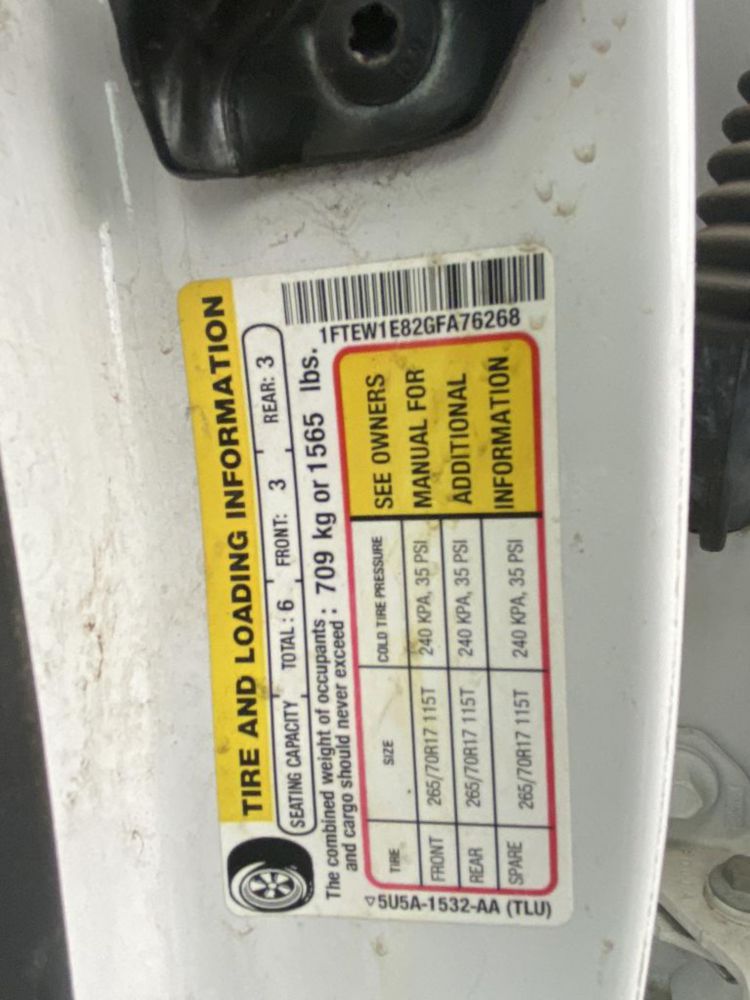 TIRE AND LOADING INFORMATION
SEATING CAPACITY TOTAL: 6 FRONT: 3 REAR: 3
The combined weight of occupants and cargo should never exceed: 709 kg or 1565 lbs.
TIRE SIZE COLD TIRE PRESSURE
FRONT 265/70R17 115T 240 KPA, 35 PSI
REAR 265/70R17 115T 240 KPA, 35 PSI
SPARE 265/70R17 115T 240 KPA, 35 PSI
SEE OWNERS
MANUAL FOR
ADDITIONAL
INFORMATION
1FTEW1E82GFA76268
▽5U5A-1532-AA (TLU)